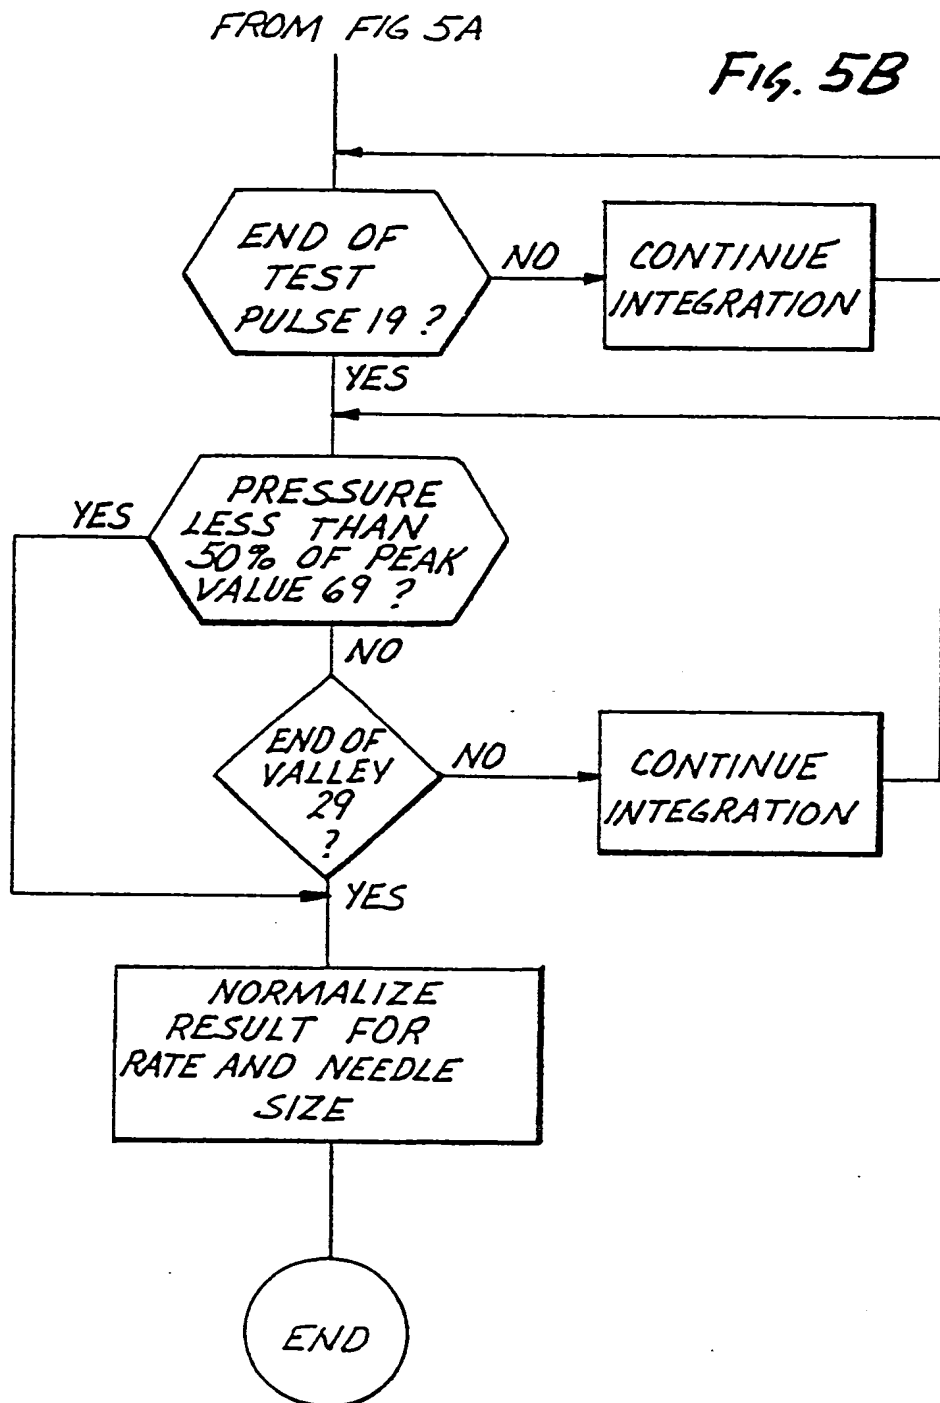 FROM FIG 5A
FIG. 5B
END OF
TEST
PULSE 19 ?
NO
CONTINUE
INTEGRATION
YES
PRESSURE
LESS THAN
50% OF PEAK
VALUE 69 ?
YES
NO
END OF
VALLEY
29
?
NO
CONTINUE
INTEGRATION
YES
NORMALIZE
RESULT FOR
RATE AND NEEDLE
SIZE
END